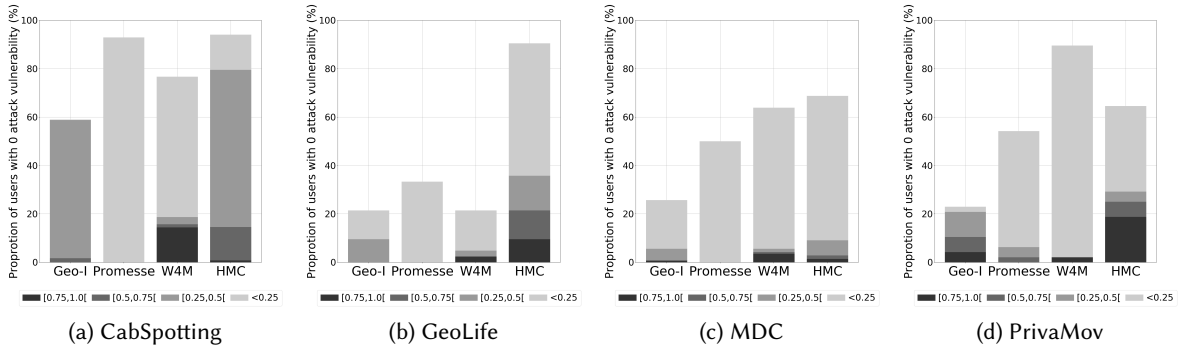 Proprotion of users with 0 attack vulnerability (%)
100
80
60
40
20
0
Geo-I Promesse W4M HMC
[0.75,1.0[ [0.5,0.75[ [0.25,0.5[ <0.25
(a) CabSpotting
Proprotion of users with 0 attack vulnerability (%)
100
80
60
40
20
0
Geo-I Promesse W4M HMC
[0.75,1.0[ [0.5,0.75[ [0.25,0.5[ <0.25
(b) GeoLife
Proprotion of users with 0 attack vulnerability (%)
100
80
60
40
20
0
Geo-I Promesse W4M HMC
[0.75,1.0[ [0.5,0.75[ [0.25,0.5[ <0.25
(c) MDC
Proprotion of users with 0 attack vulnerability (%)
100
80
60
40
20
0
Geo-I Promesse W4M HMC
[0.75,1.0[ [0.5,0.75[ [0.25,0.5[ <0.25
(d) PrivaMov